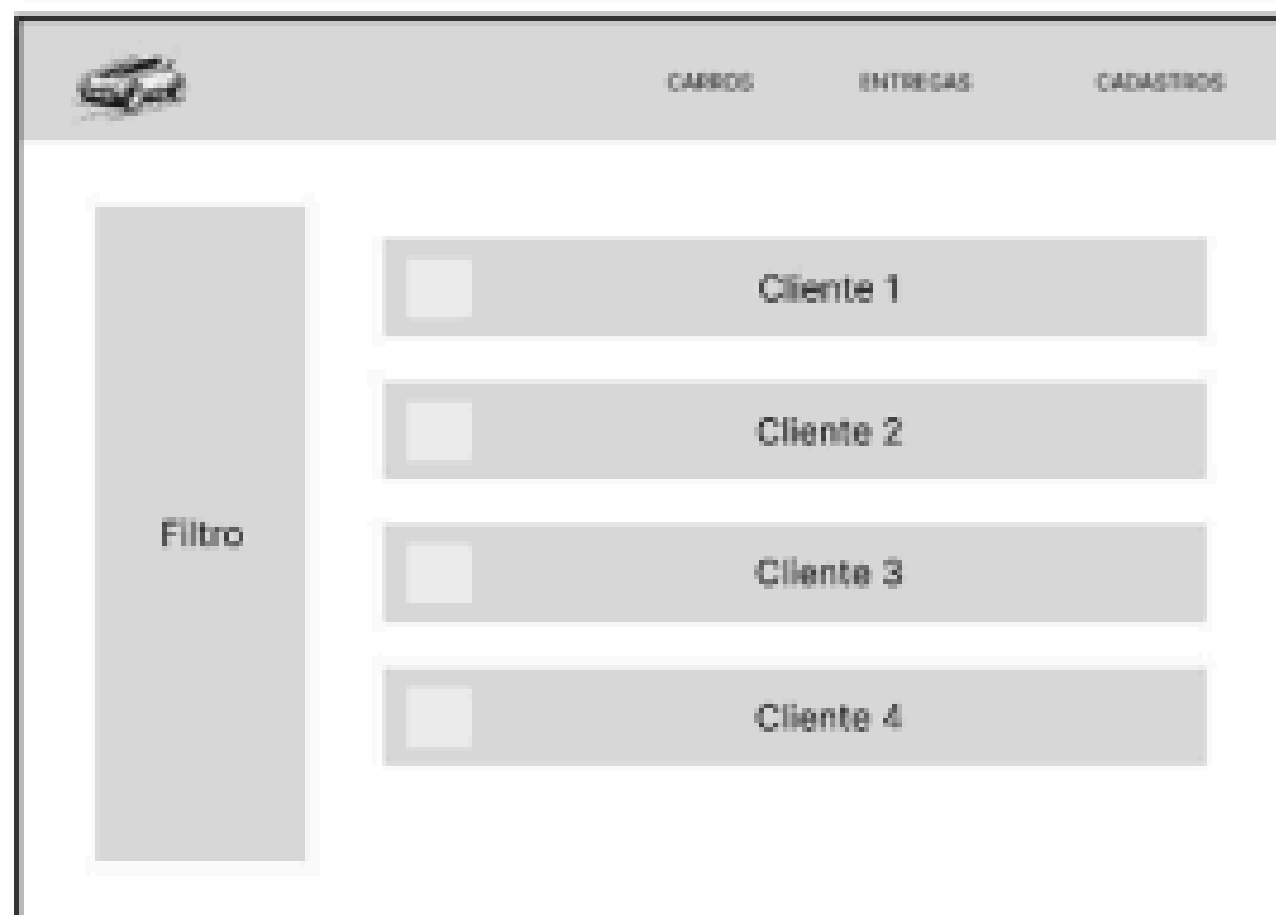 CARROS ENTREGAS CADASTROS
Cliente 1
Cliente 2
Filtro
Cliente 3
Cliente 4